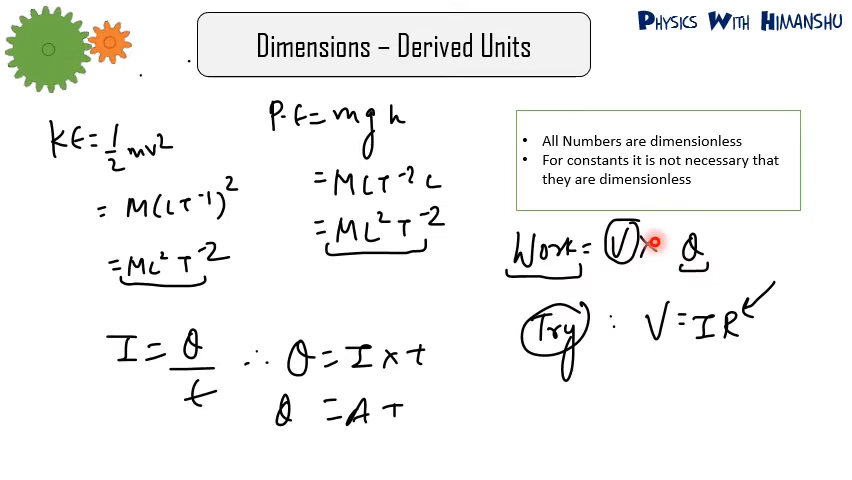 PHYSICS WITH HIMANSHU
Dimensions – Derived Units
KE = 1/2 mv²
= M(LT⁻¹)²
= ML²T⁻²
P.E = mgh
= MLT⁻² L
= ML²T⁻²
• All Numbers are dimensionless
• For constants it is not necessary that
they are dimensionless
Work = V × Q
Try : V = IR
I = Q/t ∴ Q = I × t
Q = AT